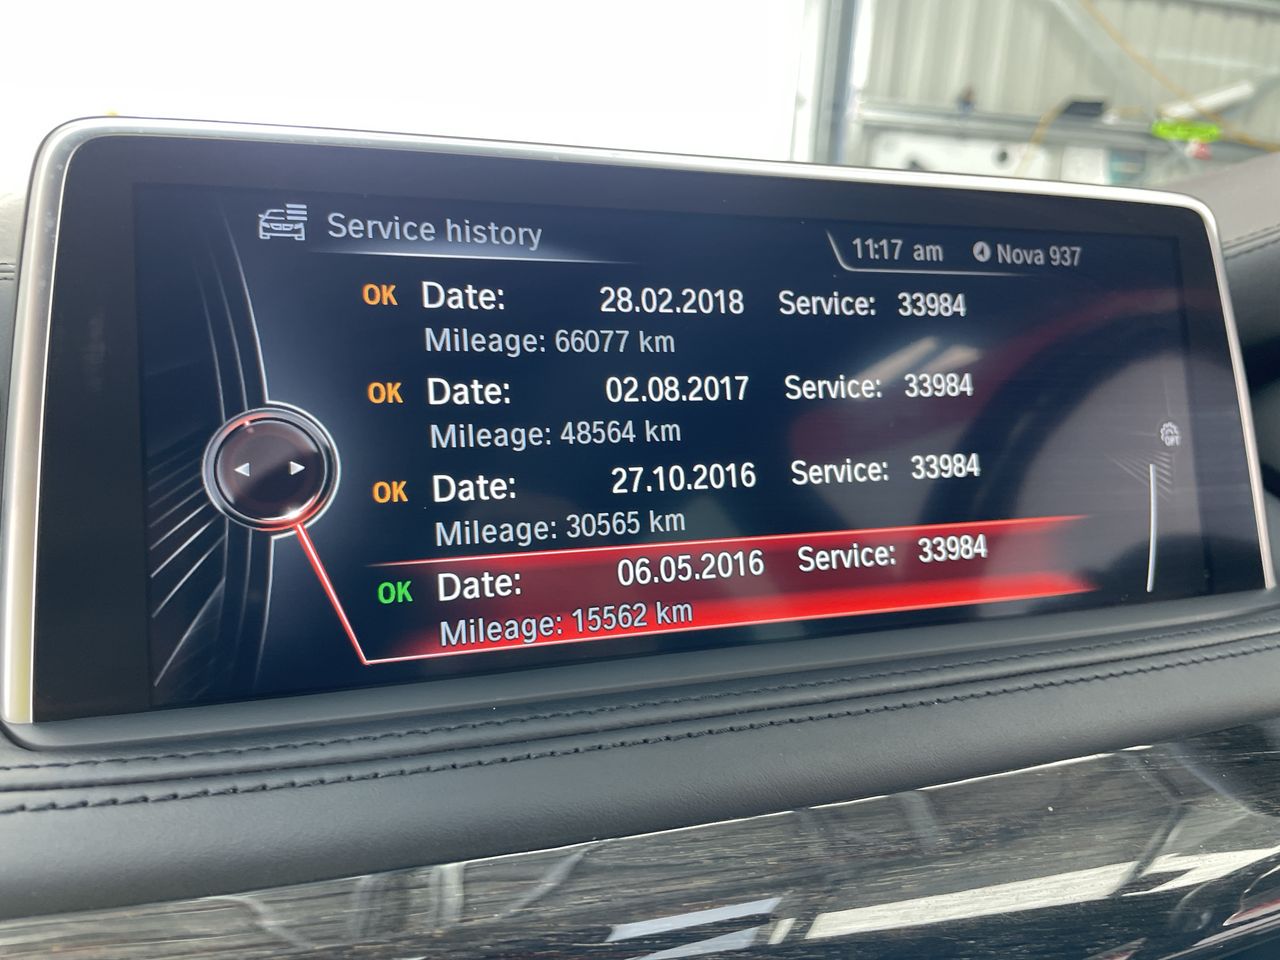 Service history
11:17 am Nova 937
OK Date: 28.02.2018 Service: 33984
Mileage: 66077 km
OK Date: 02.08.2017 Service: 33984
Mileage: 48564 km
OK Date: 27.10.2016 Service: 33984
Mileage: 30565 km
OK Date: 06.05.2016 Service: 33984
Mileage: 15562 km
OPT